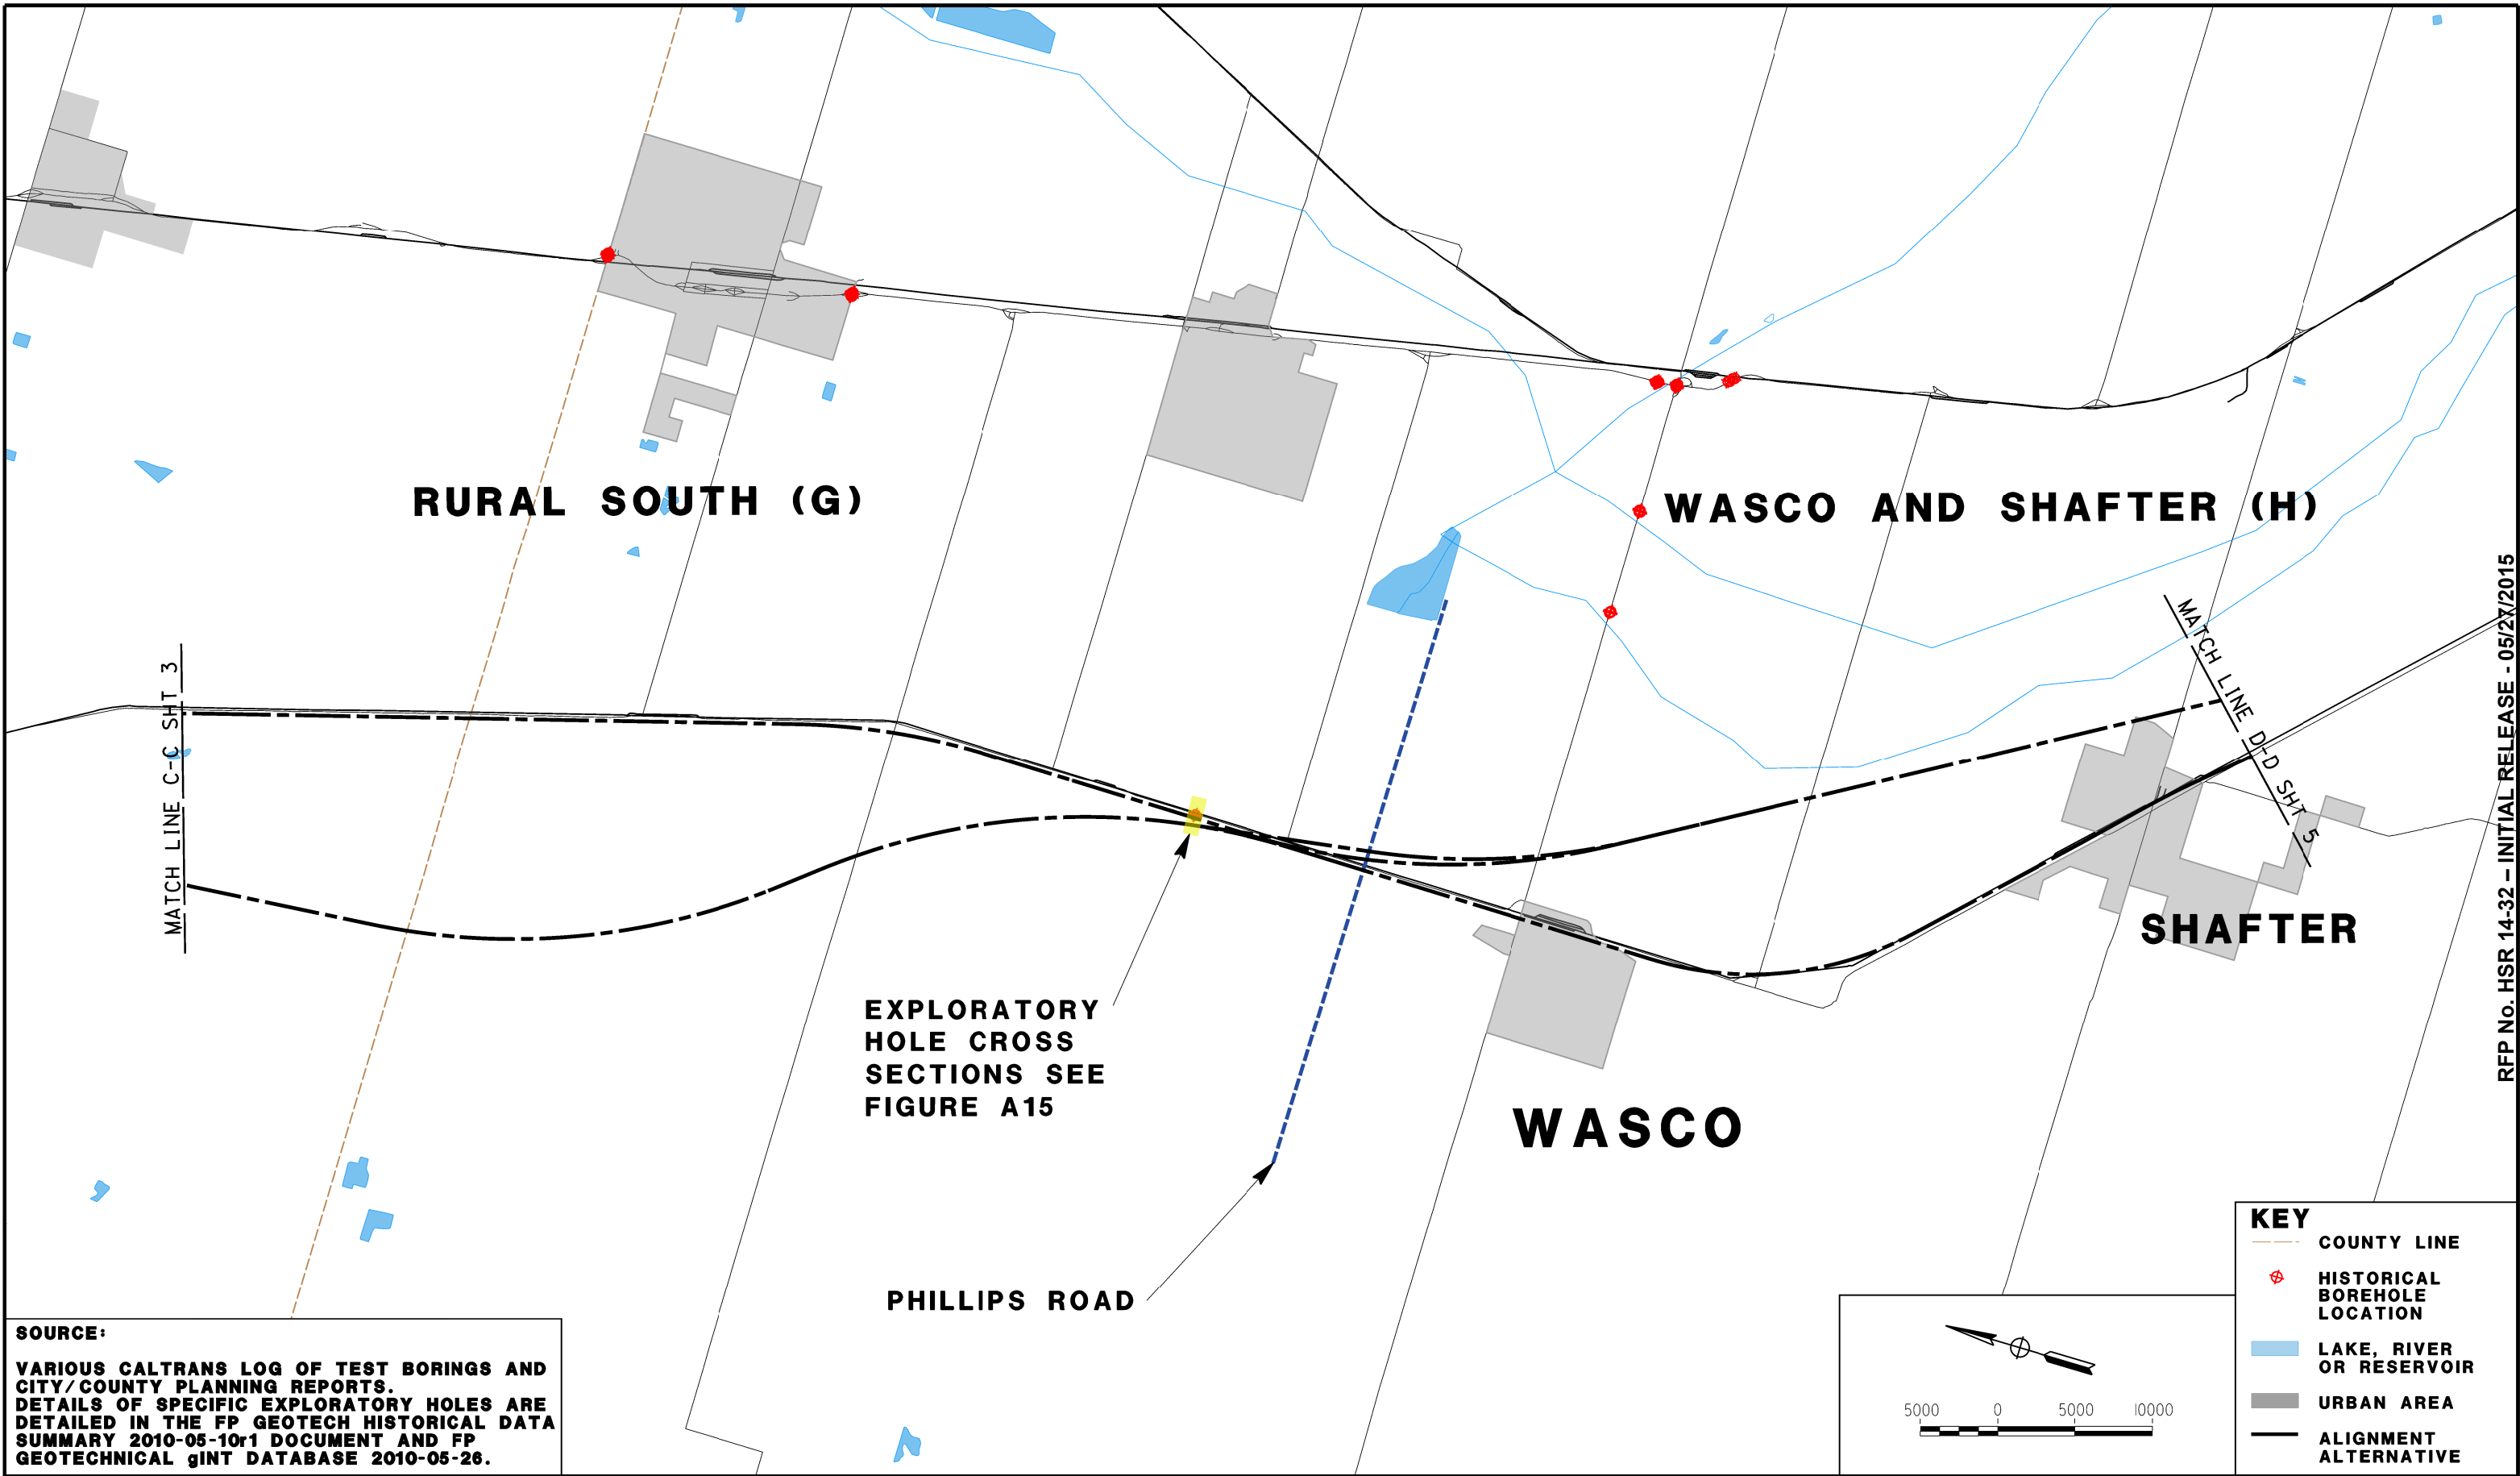 RURAL SOUTH (G)
WASCO AND SHAFTER (H)
MATCH LINE C-C SHT 3
MATCH LINE D-D SHT 5
SHAFTER
EXPLORATORY
HOLE CROSS
SECTIONS SEE
FIGURE A15
WASCO
PHILLIPS ROAD
RFP No. HSR 14-32 – INITIAL RELEASE - 05/27/2015
SOURCE:
VARIOUS CALTRANS LOG OF TEST BORINGS AND
CITY/COUNTY PLANNING REPORTS.
DETAILS OF SPECIFIC EXPLORATORY HOLES ARE
DETAILED IN THE FP GEOTECH HISTORICAL DATA
SUMMARY 2010-05-10r1 DOCUMENT AND FP
GEOTECHNICAL gINT DATABASE 2010-05-26.
5000 0 5000 10000
KEY
COUNTY LINE
HISTORICAL
BOREHOLE
LOCATION
LAKE, RIVER
OR RESERVOIR
URBAN AREA
ALIGNMENT
ALTERNATIVE